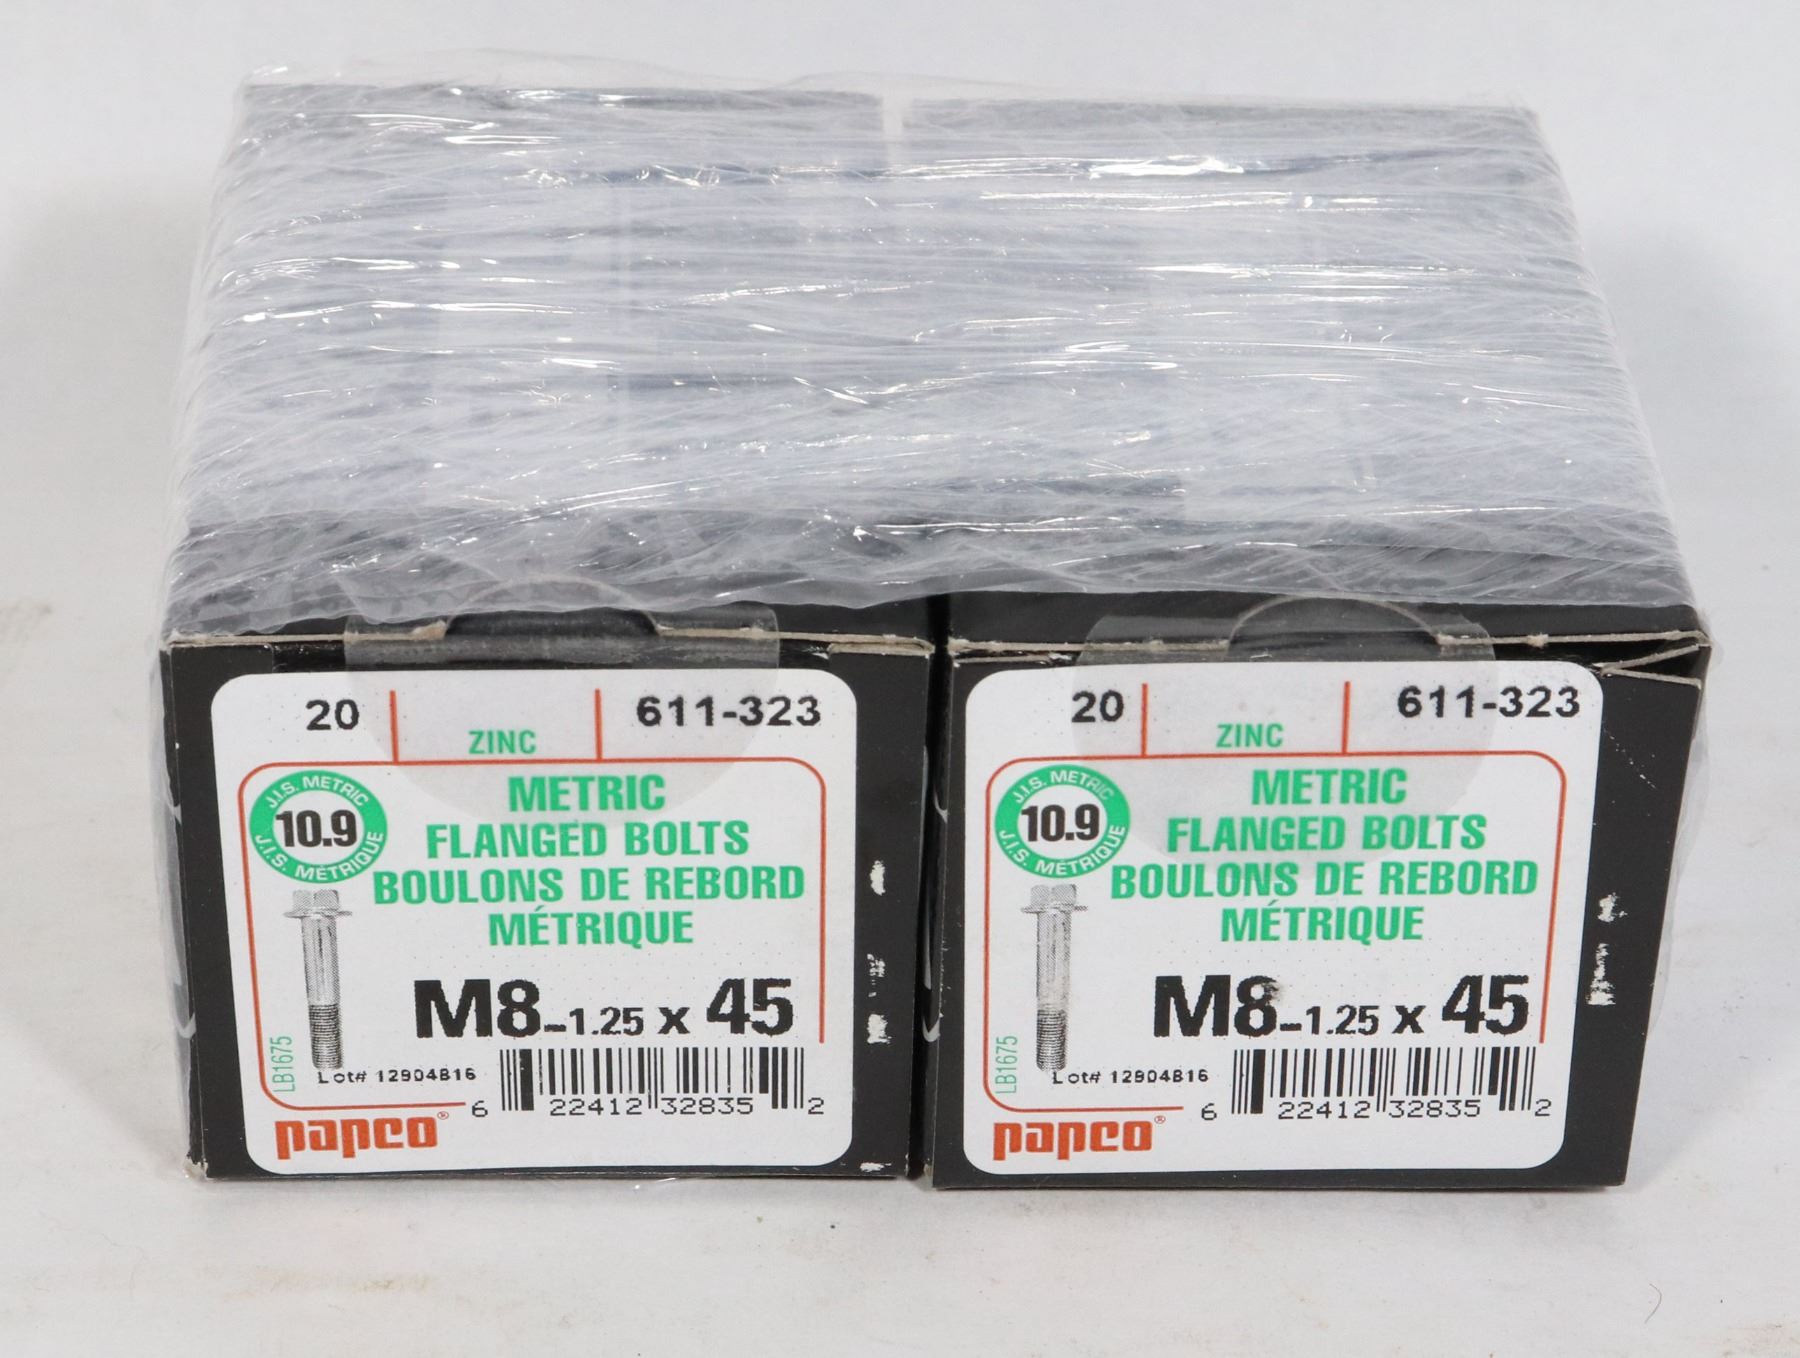 20 ZINC 611-323
J.I.S. METRIC
10.9
J.I.S. MÉTRIQUE
METRIC
FLANGED BOLTS
BOULONS DE REBORD
MÉTRIQUE
M8-1.25 x 45
LB1675
Lot# 12904B16
6 22412 32835 2
papco®
20 ZINC 611-323
J.I.S. METRIC
10.9
J.I.S. MÉTRIQUE
METRIC
FLANGED BOLTS
BOULONS DE REBORD
MÉTRIQUE
M8-1.25 x 45
LB1675
Lot# 12904B16
6 22412 32835 2
papco®